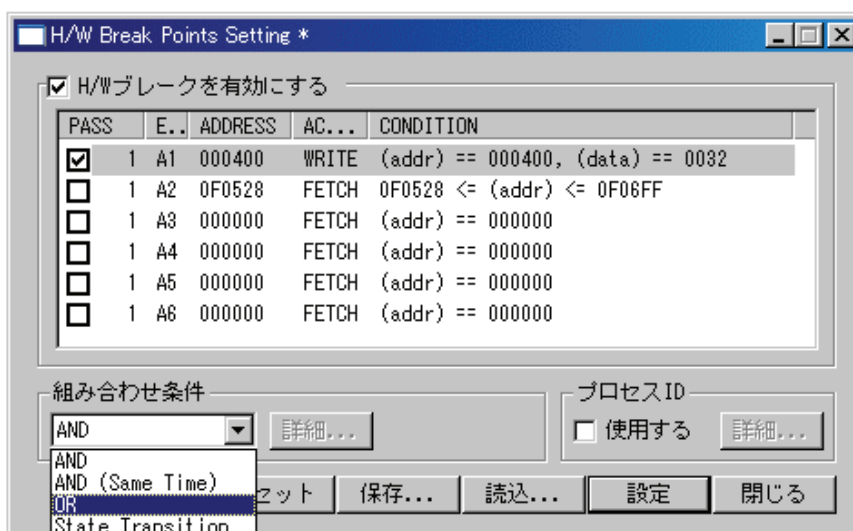 H/W Break Points Setting *
H/Wブレークを有効にする
PASS E.. ADDRESS AC... CONDITION
1 A1 000400 WRITE (addr) == 000400, (data) == 0032
1 A2 0F0528 FETCH 0F0528 <= (addr) <= 0F06FF
1 A3 000000 FETCH (addr) == 000000
1 A4 000000 FETCH (addr) == 000000
1 A5 000000 FETCH (addr) == 000000
1 A6 000000 FETCH (addr) == 000000
組み合わせ条件 プロセスID
AND 詳細... 使用する 詳細...
AND
AND (Same Time)
OR
State Transition
セット 保存... 読込... 設定 閉じる